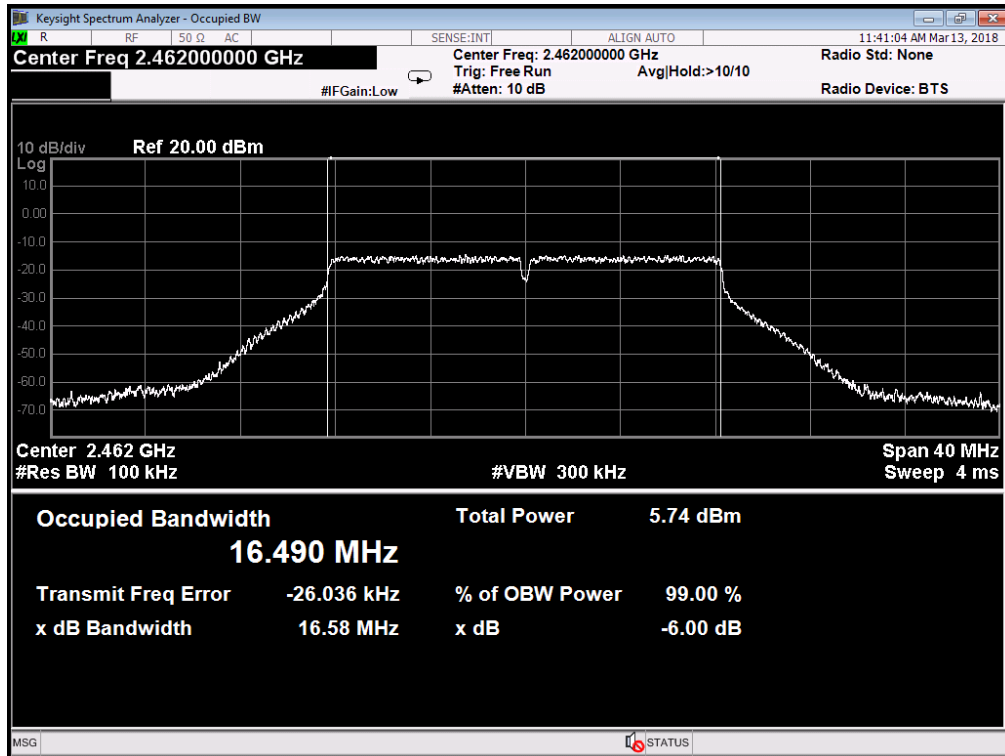 Keysight Spectrum Analyzer - Occupied BW
LXI R RF 50 Ω AC SENSE:INT ALIGN AUTO 11:41:04 AM Mar 13, 2018
Center Freq 2.462000000 GHz
Center Freq: 2.462000000 GHz
Radio Std: None
Trig: Free Run Avg|Hold:>10/10
#IFGain:Low #Atten: 10 dB Radio Device: BTS
10 dB/div Ref 20.00 dBm
Log
10.0
0.00
-10.0
-20.0
-30.0
-40.0
-50.0
-60.0
-70.0
Center 2.462 GHz Span 40 MHz
#Res BW 100 kHz #VBW 300 kHz Sweep 4 ms
Occupied Bandwidth Total Power 5.74 dBm
16.490 MHz
Transmit Freq Error -26.036 kHz % of OBW Power 99.00 %
x dB Bandwidth 16.58 MHz x dB -6.00 dB
MSG STATUS